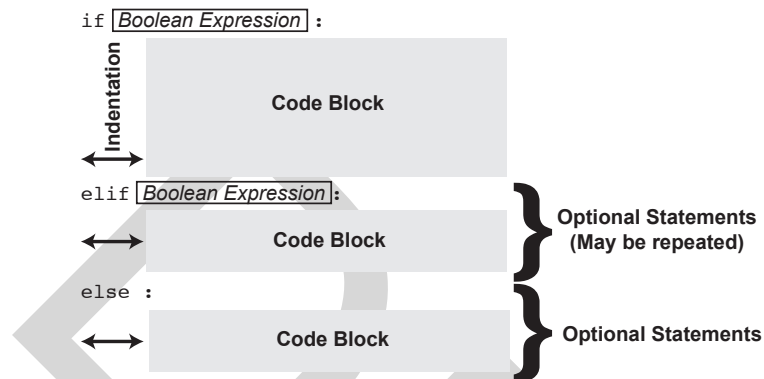 if Boolean Expression :
Indentation
Code Block
elif Boolean Expression:
Code Block
Optional Statements
(May be repeated)
else :
Code Block
Optional Statements